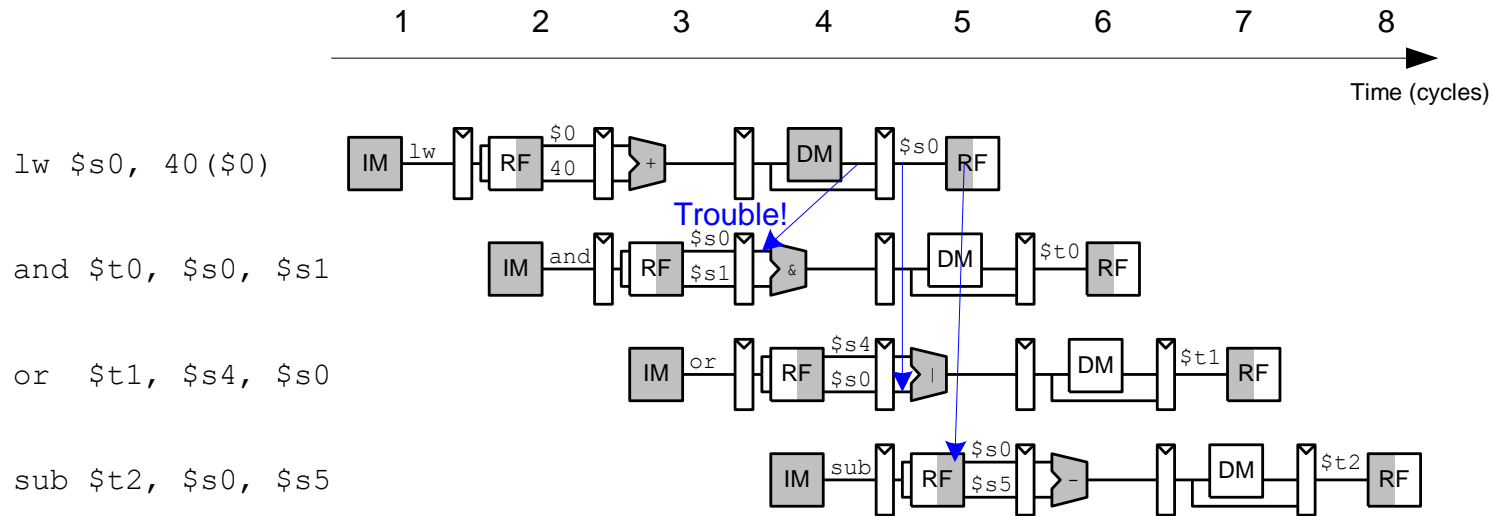 1 2 3 4 5 6 7 8
Time (cycles)
lw $s0, 40($0) IM lw RF $0 40 + DM $s0 RF
Trouble!
and $t0, $s0, $s1 IM and RF $s0 $s1 & DM $t0 RF
or $t1, $s4, $s0 IM or RF $s4 $s0 | DM $t1 RF
sub $t2, $s0, $s5 IM sub RF $s0 $s5 - DM $t2 RF